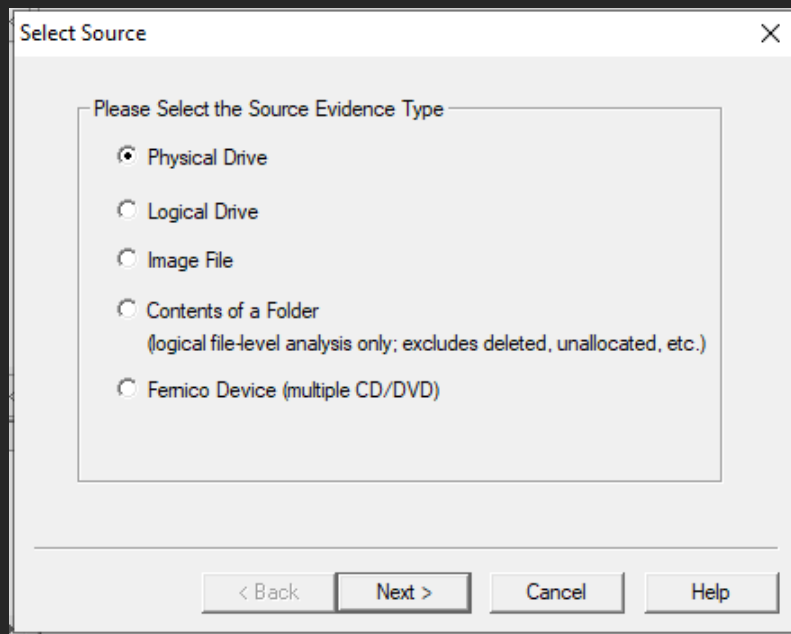 Select Source
Please Select the Source Evidence Type
Physical Drive
Logical Drive
Image File
Contents of a Folder
(logical file-level analysis only; excludes deleted, unallocated, etc.)
Fernico Device (multiple CD/DVD)
< Back Next > Cancel Help